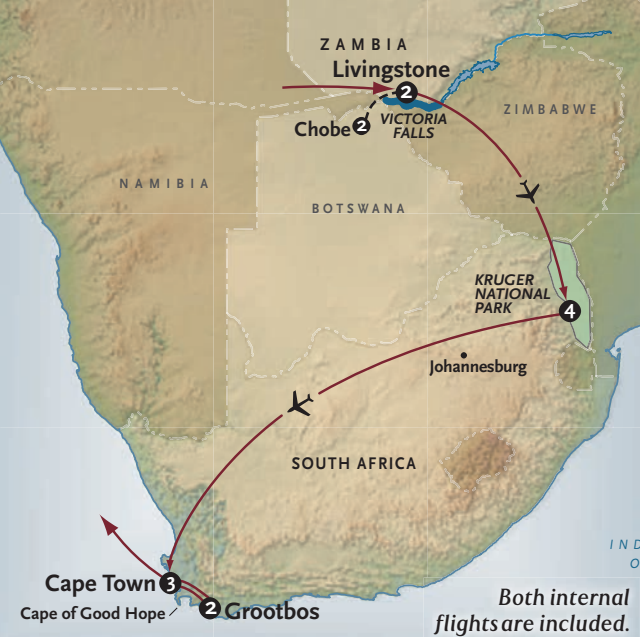 ZAMBIA
Livingstone
2
ZIMBABWE
VICTORIA
FALLS
Chobe 2
NAMIBIA
BOTSWANA
KRUGER
NATIONAL
PARK
4
Johannesburg
SOUTH AFRICA
IND
O
Cape Town 3
Cape of Good Hope
2 Grootbos
Both internal
flights are included.